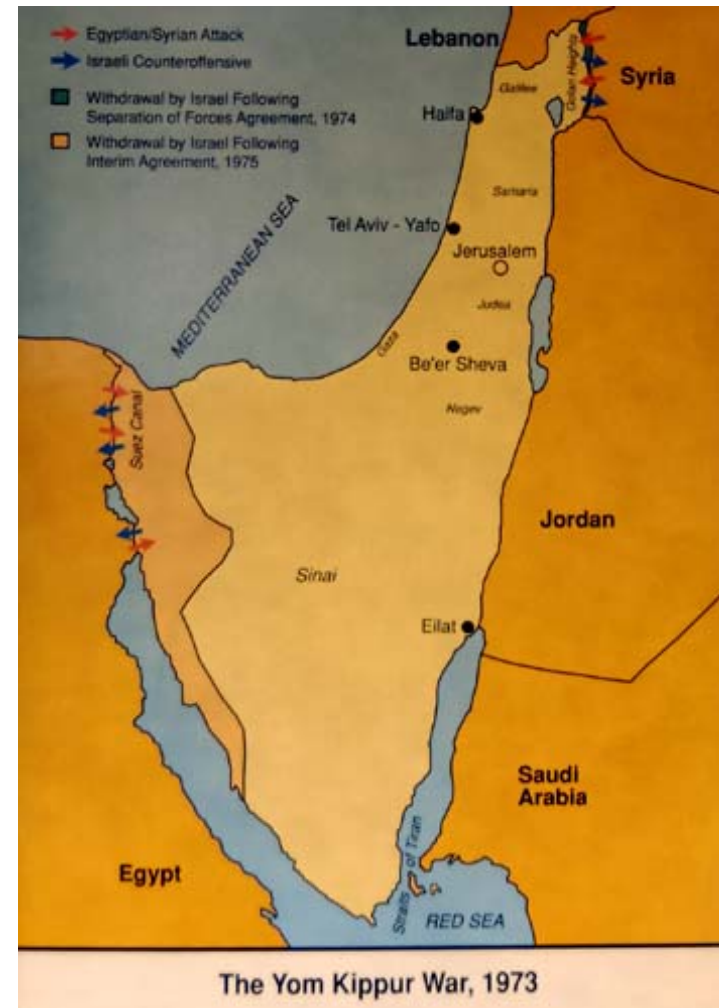 Egyptian/Syrian Attack
Israeli Counteroffensive
Withdrawal by Israel Following
Separation of Forces Agreement, 1974
Withdrawal by Israel Following
Interim Agreement, 1975
Lebanon
Syria
Golan Heights
Galilee
Haifa
Samaria
MEDITERRANEAN SEA
Tel Aviv - Yafo
Jerusalem
Judea
Gaza
Be'er Sheva
Negev
Suez Canal
Jordan
Sinai
Eilat
Saudi
Arabia
Egypt
Straits of Tiran
RED SEA
The Yom Kippur War, 1973